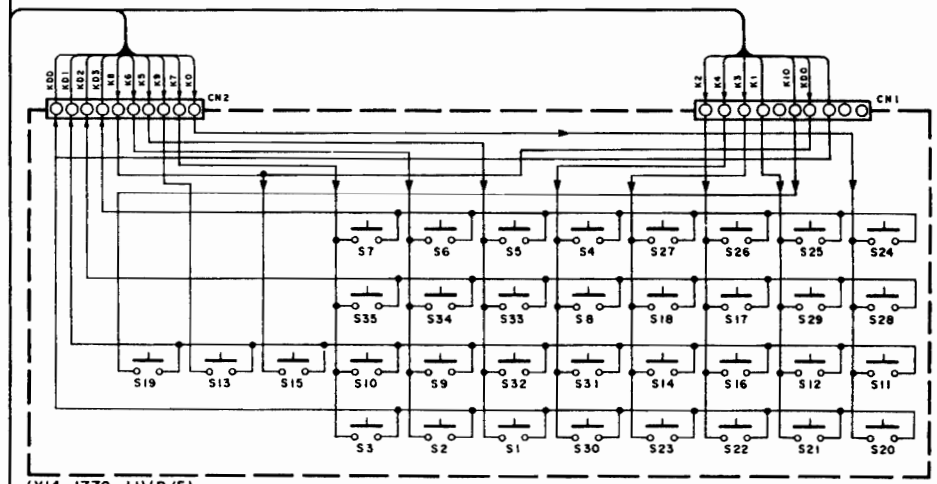 KD0 KD1 KD2 KD3 K8 K6 K5 K9 K7 K0 CN2
K2 K4 K3 K1 K10 KD0 CN1
S7 S6 S5 S4 S27 S26 S25 S24
S35 S34 S33 S8 S18 S17 S29 S28
S19 S13 S15 S10 S9 S32 S31 S14 S16 S12 S11
S3 S2 S1 S30 S23 S22 S21 S20